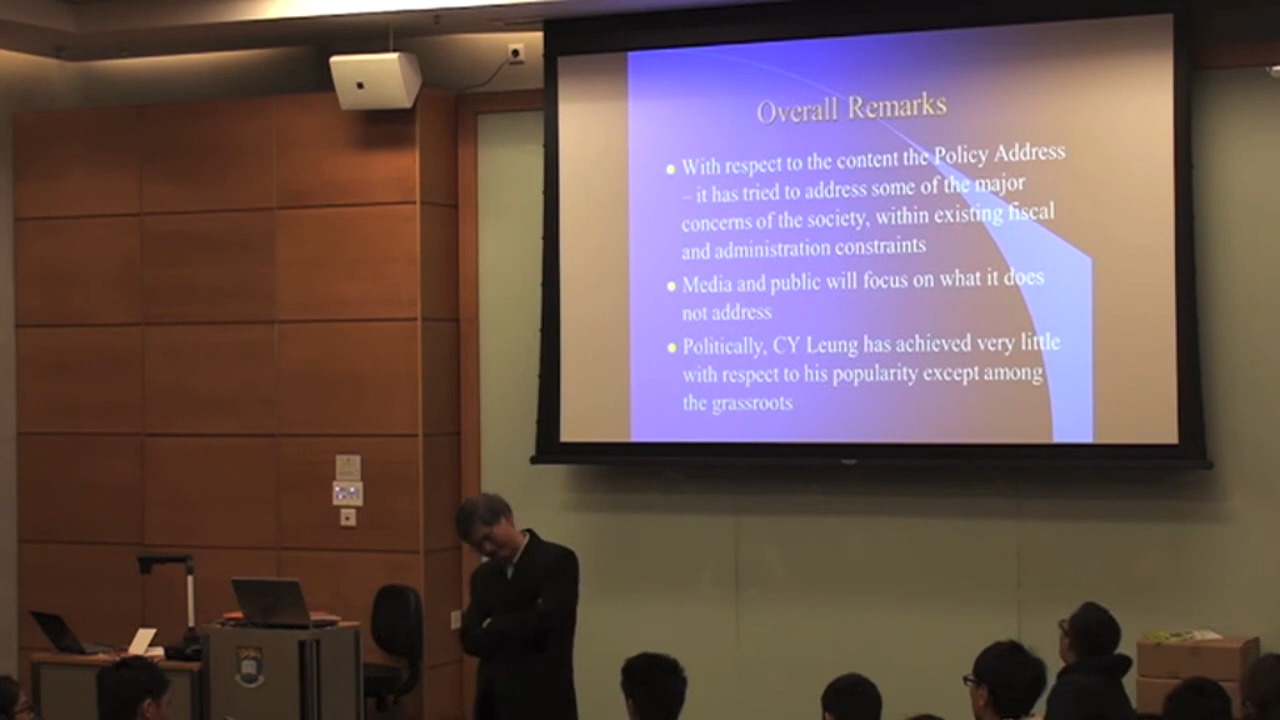 Overall Remarks
With respect to the content the Policy Address
– it has tried to address some of the major
concerns of the society, within existing fiscal
and administration constraints
Media and public will focus on what it does
not address
Politically, CY Leung has achieved very little
with respect to his popularity except among
the grassroots